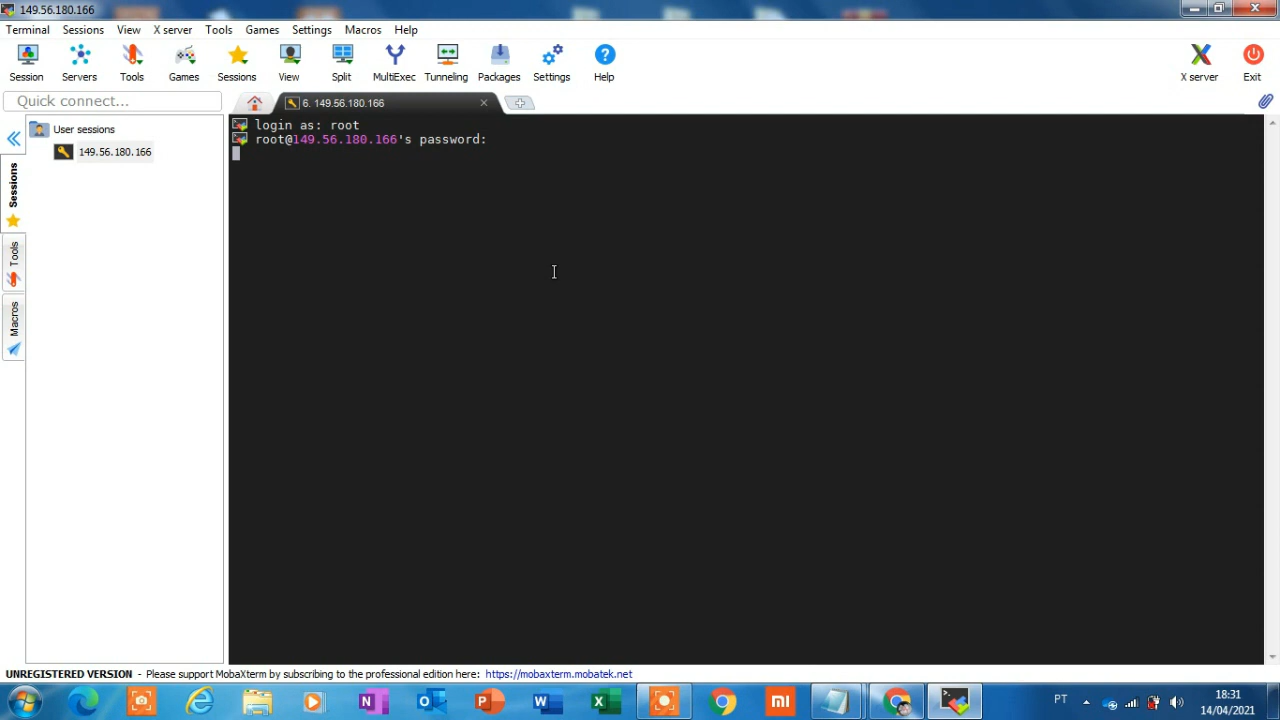 149.56.180.166
Terminal Sessions View X server Tools Games Settings Macros Help
Session Servers Tools Games Sessions View Split MultiExec Tunneling Packages Settings Help X server Exit
Quick connect...
6. 149.56.180.166
User sessions
149.56.180.166
Sessions
Tools
Macros
login as: root
root@149.56.180.166's password:
UNREGISTERED VERSION - Please support MobaXterm by subscribing to the professional edition here: https://mobaxterm.mobatek.net
PT
18:31
14/04/2021